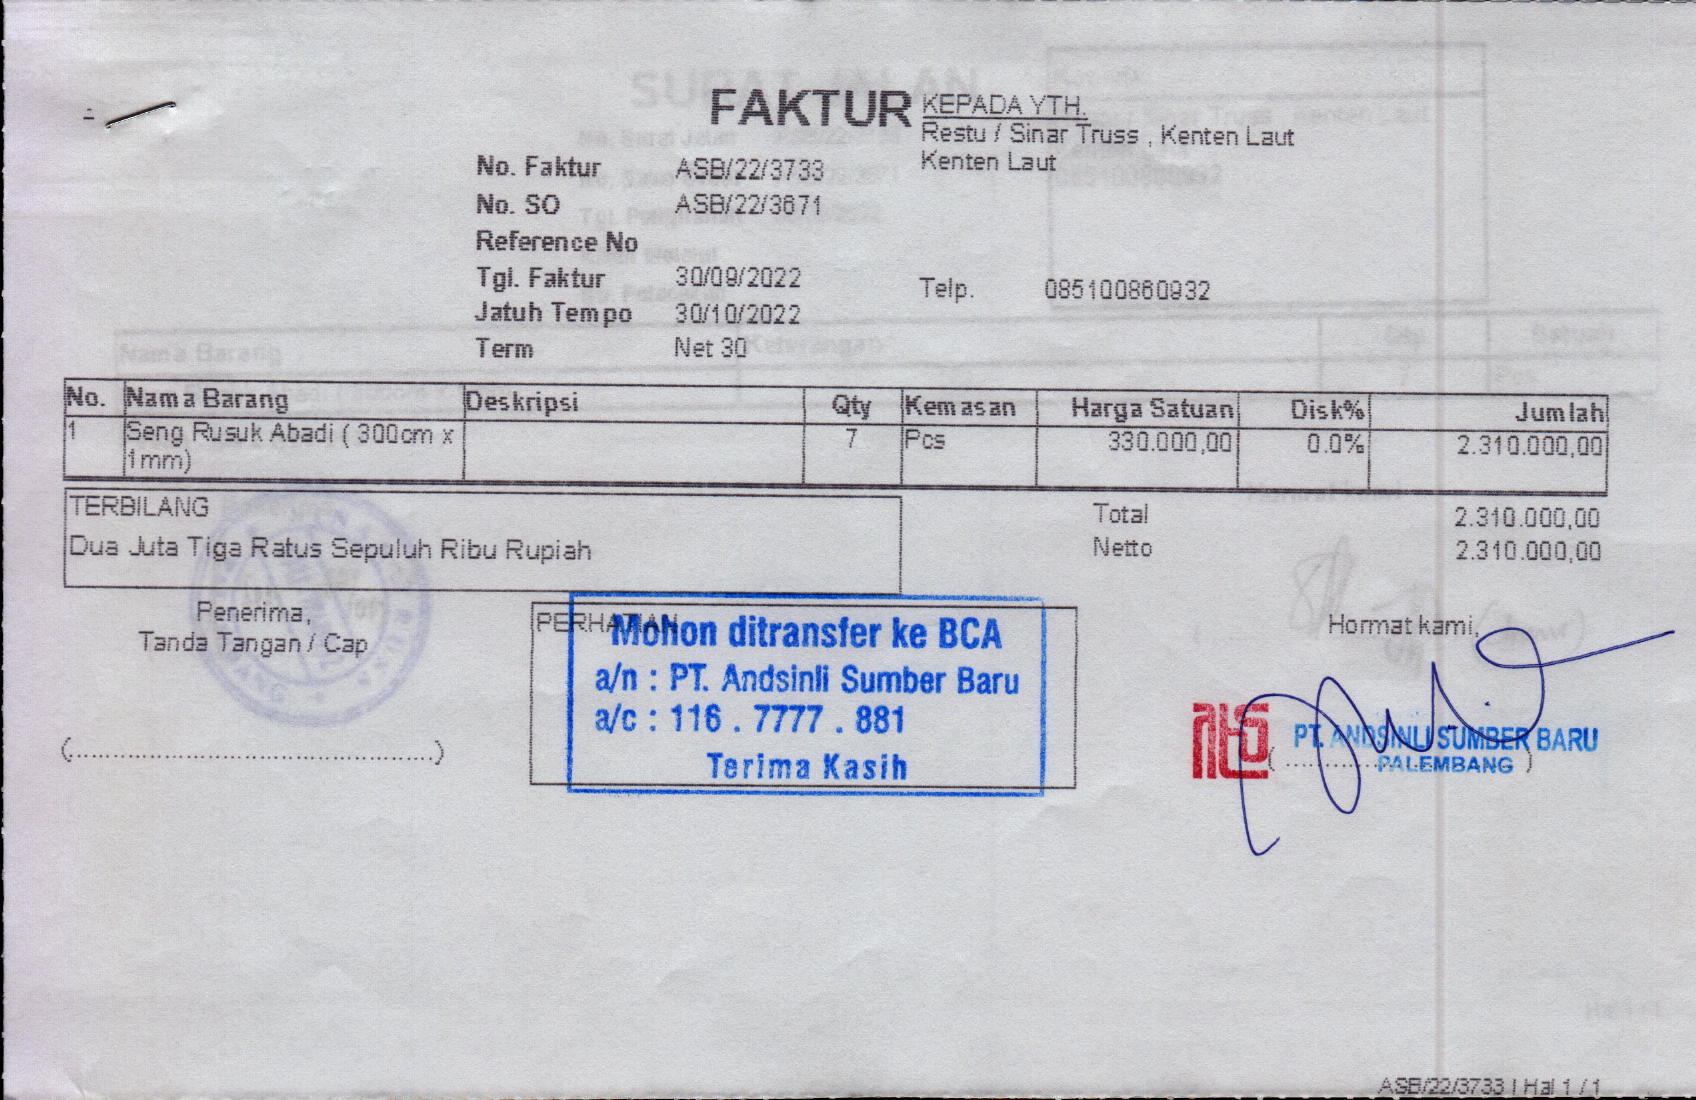 FAKTUR
KEPADA YTH.
Restu / Sinar Truss , Kenten Laut
Kenten Laut
No. Faktur ASB/22/3733
No. SO ASB/22/3671
Reference No
Tgl. Faktur 30/09/2022
Telp. 085100860932
Jatuh Tempo 30/10/2022
Term Net 30
No. Nama Barang Deskripsi Qty Kemasan Harga Satuan Disk% Jumlah
1 Seng Rusuk Abadi ( 300cm x 7 Pcs 330.000,00 0.0% 2.310.000,00
1mm)
TERBILANG
Dua Juta Tiga Ratus Sepuluh Ribu Rupiah
Total 2.310.000,00
Netto 2.310.000,00
Penerima,
Tanda Tangan / Cap
(................................................)
PERHATIAN
Mohon ditransfer ke BCA
a/n : PT. Andsinli Sumber Baru
a/c : 116 . 7777 . 881
Terima Kasih
Hormat kami,
PT. ANDSINLI SUMBER BARU
PALEMBANG
ASB/22/3733 | Hal 1 / 1